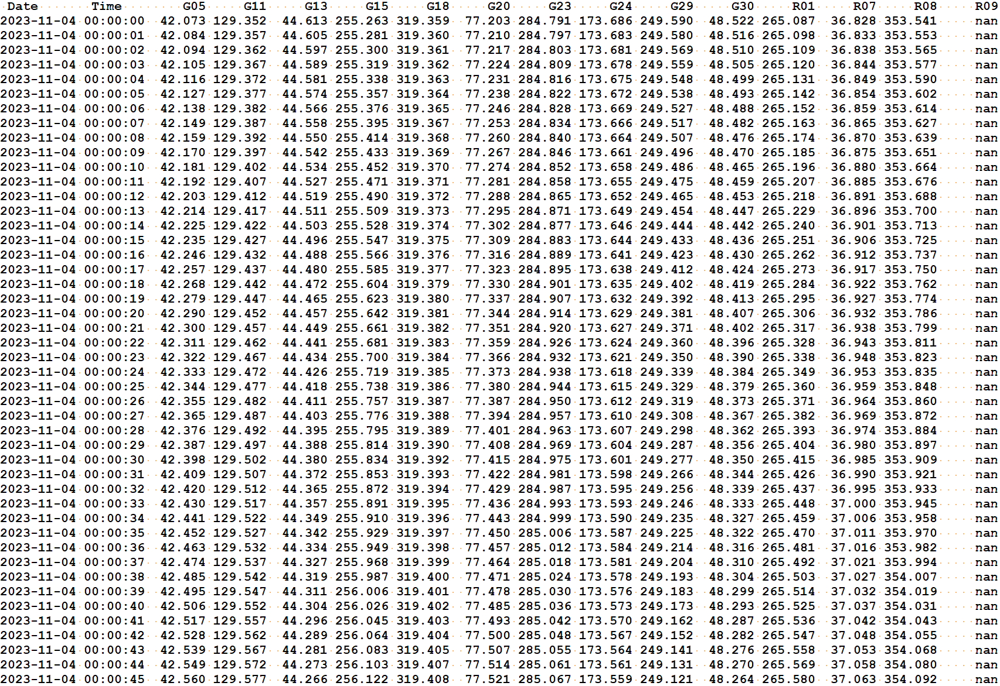 Date Time G05 G11 G13 G15 G18 G20 G23 G24 G29 G30 R01 R07 R08 R09
2023-11-04 00:00:00 42.073 129.352 44.613 255.263 319.359 77.203 284.791 173.686 249.590 48.522 265.087 36.828 353.541 nan
2023-11-04 00:00:01 42.084 129.357 44.605 255.281 319.360 77.210 284.797 173.683 249.580 48.516 265.098 36.833 353.553 nan
2023-11-04 00:00:02 42.094 129.362 44.597 255.300 319.361 77.217 284.803 173.681 249.569 48.510 265.109 36.838 353.565 nan
2023-11-04 00:00:03 42.105 129.367 44.589 255.319 319.362 77.224 284.809 173.678 249.559 48.505 265.120 36.844 353.577 nan
2023-11-04 00:00:04 42.116 129.372 44.581 255.338 319.363 77.231 284.816 173.675 249.548 48.499 265.131 36.849 353.590 nan
2023-11-04 00:00:05 42.127 129.377 44.574 255.357 319.364 77.238 284.822 173.672 249.538 48.493 265.142 36.854 353.602 nan
2023-11-04 00:00:06 42.138 129.382 44.566 255.376 319.365 77.246 284.828 173.669 249.527 48.488 265.152 36.859 353.614 nan
2023-11-04 00:00:07 42.149 129.387 44.558 255.395 319.367 77.253 284.834 173.666 249.517 48.482 265.163 36.865 353.627 nan
2023-11-04 00:00:08 42.159 129.392 44.550 255.414 319.368 77.260 284.840 173.664 249.507 48.476 265.174 36.870 353.639 nan
2023-11-04 00:00:09 42.170 129.397 44.542 255.433 319.369 77.267 284.846 173.661 249.496 48.470 265.185 36.875 353.651 nan
2023-11-04 00:00:10 42.181 129.402 44.534 255.452 319.370 77.274 284.852 173.658 249.486 48.465 265.196 36.880 353.664 nan
2023-11-04 00:00:11 42.192 129.407 44.527 255.471 319.371 77.281 284.858 173.655 249.475 48.459 265.207 36.885 353.676 nan
2023-11-04 00:00:12 42.203 129.412 44.519 255.490 319.372 77.288 284.865 173.652 249.465 48.453 265.218 36.891 353.688 nan
2023-11-04 00:00:13 42.214 129.417 44.511 255.509 319.373 77.295 284.871 173.649 249.454 48.447 265.229 36.896 353.700 nan
2023-11-04 00:00:14 42.225 129.422 44.503 255.528 319.374 77.302 284.877 173.646 249.444 48.442 265.240 36.901 353.713 nan
2023-11-04 00:00:15 42.235 129.427 44.496 255.547 319.375 77.309 284.883 173.644 249.433 48.436 265.251 36.906 353.725 nan
2023-11-04 00:00:16 42.246 129.432 44.488 255.566 319.376 77.316 284.889 173.641 249.423 48.430 265.262 36.912 353.737 nan
2023-11-04 00:00:17 42.257 129.437 44.480 255.585 319.377 77.323 284.895 173.638 249.412 48.424 265.273 36.917 353.750 nan
2023-11-04 00:00:18 42.268 129.442 44.472 255.604 319.379 77.330 284.901 173.635 249.402 48.419 265.284 36.922 353.762 nan
2023-11-04 00:00:19 42.279 129.447 44.465 255.623 319.380 77.337 284.907 173.632 249.392 48.413 265.295 36.927 353.774 nan
2023-11-04 00:00:20 42.290 129.452 44.457 255.642 319.381 77.344 284.914 173.629 249.381 48.407 265.306 36.932 353.786 nan
2023-11-04 00:00:21 42.300 129.457 44.449 255.661 319.382 77.351 284.920 173.627 249.371 48.402 265.317 36.938 353.799 nan
2023-11-04 00:00:22 42.311 129.462 44.441 255.681 319.383 77.359 284.926 173.624 249.360 48.396 265.328 36.943 353.811 nan
2023-11-04 00:00:23 42.322 129.467 44.434 255.700 319.384 77.366 284.932 173.621 249.350 48.390 265.338 36.948 353.823 nan
2023-11-04 00:00:24 42.333 129.472 44.426 255.719 319.385 77.373 284.938 173.618 249.339 48.384 265.349 36.953 353.835 nan
2023-11-04 00:00:25 42.344 129.477 44.418 255.738 319.386 77.380 284.944 173.615 249.329 48.379 265.360 36.959 353.848 nan
2023-11-04 00:00:26 42.355 129.482 44.411 255.757 319.387 77.387 284.950 173.612 249.319 48.373 265.371 36.964 353.860 nan
2023-11-04 00:00:27 42.365 129.487 44.403 255.776 319.388 77.394 284.957 173.610 249.308 48.367 265.382 36.969 353.872 nan
2023-11-04 00:00:28 42.376 129.492 44.395 255.795 319.389 77.401 284.963 173.607 249.298 48.362 265.393 36.974 353.884 nan
2023-11-04 00:00:29 42.387 129.497 44.388 255.814 319.390 77.408 284.969 173.604 249.287 48.356 265.404 36.980 353.897 nan
2023-11-04 00:00:30 42.398 129.502 44.380 255.834 319.392 77.415 284.975 173.601 249.277 48.350 265.415 36.985 353.909 nan
2023-11-04 00:00:31 42.409 129.507 44.372 255.853 319.393 77.422 284.981 173.598 249.266 48.344 265.426 36.990 353.921 nan
2023-11-04 00:00:32 42.420 129.512 44.365 255.872 319.394 77.429 284.987 173.595 249.256 48.339 265.437 36.995 353.933 nan
2023-11-04 00:00:33 42.430 129.517 44.357 255.891 319.395 77.436 284.993 173.593 249.246 48.333 265.448 37.000 353.945 nan
2023-11-04 00:00:34 42.441 129.522 44.349 255.910 319.396 77.443 284.999 173.590 249.235 48.327 265.459 37.006 353.958 nan
2023-11-04 00:00:35 42.452 129.527 44.342 255.929 319.397 77.450 285.006 173.587 249.225 48.322 265.470 37.011 353.970 nan
2023-11-04 00:00:36 42.463 129.532 44.334 255.949 319.398 77.457 285.012 173.584 249.214 48.316 265.481 37.016 353.982 nan
2023-11-04 00:00:37 42.474 129.537 44.327 255.968 319.399 77.464 285.018 173.581 249.204 48.310 265.492 37.021 353.994 nan
2023-11-04 00:00:38 42.485 129.542 44.319 255.987 319.400 77.471 285.024 173.578 249.193 48.304 265.503 37.027 354.007 nan
2023-11-04 00:00:39 42.495 129.547 44.311 256.006 319.401 77.478 285.030 173.576 249.183 48.299 265.514 37.032 354.019 nan
2023-11-04 00:00:40 42.506 129.552 44.304 256.026 319.402 77.485 285.036 173.573 249.173 48.293 265.525 37.037 354.031 nan
2023-11-04 00:00:41 42.517 129.557 44.296 256.045 319.403 77.493 285.042 173.570 249.162 48.287 265.536 37.042 354.043 nan
2023-11-04 00:00:42 42.528 129.562 44.289 256.064 319.404 77.500 285.048 173.567 249.152 48.282 265.547 37.048 354.055 nan
2023-11-04 00:00:43 42.539 129.567 44.281 256.083 319.405 77.507 285.055 173.564 249.141 48.276 265.558 37.053 354.068 nan
2023-11-04 00:00:44 42.549 129.572 44.273 256.103 319.407 77.514 285.061 173.561 249.131 48.270 265.569 37.058 354.080 nan
2023-11-04 00:00:45 42.560 129.577 44.266 256.122 319.408 77.521 285.067 173.559 249.121 48.264 265.580 37.063 354.092 nan